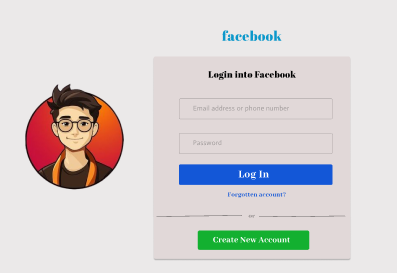 facebook
Login into Facebook
Email address or phone number
Password
Log In
Forgotten account?
or
Create New Account